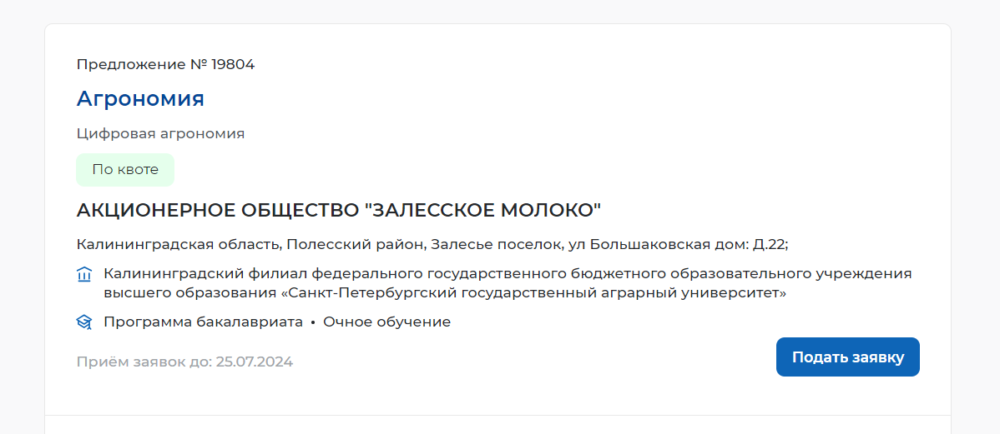 Предложение № 19804
Агрономия
Цифровая агрономия
По квоте
АКЦИОНЕРНОЕ ОБЩЕСТВО "ЗАЛЕССКОЕ МОЛОКО"
Калининградская область, Полесский район, Залесье поселок, ул Большаковская дом: Д.22;
Калининградский филиал федерального государственного бюджетного образовательного учреждения
высшего образования «Санкт-Петербургский государственный аграрный университет»
Программа бакалавриата • Очное обучение
Приём заявок до: 25.07.2024
Подать заявку